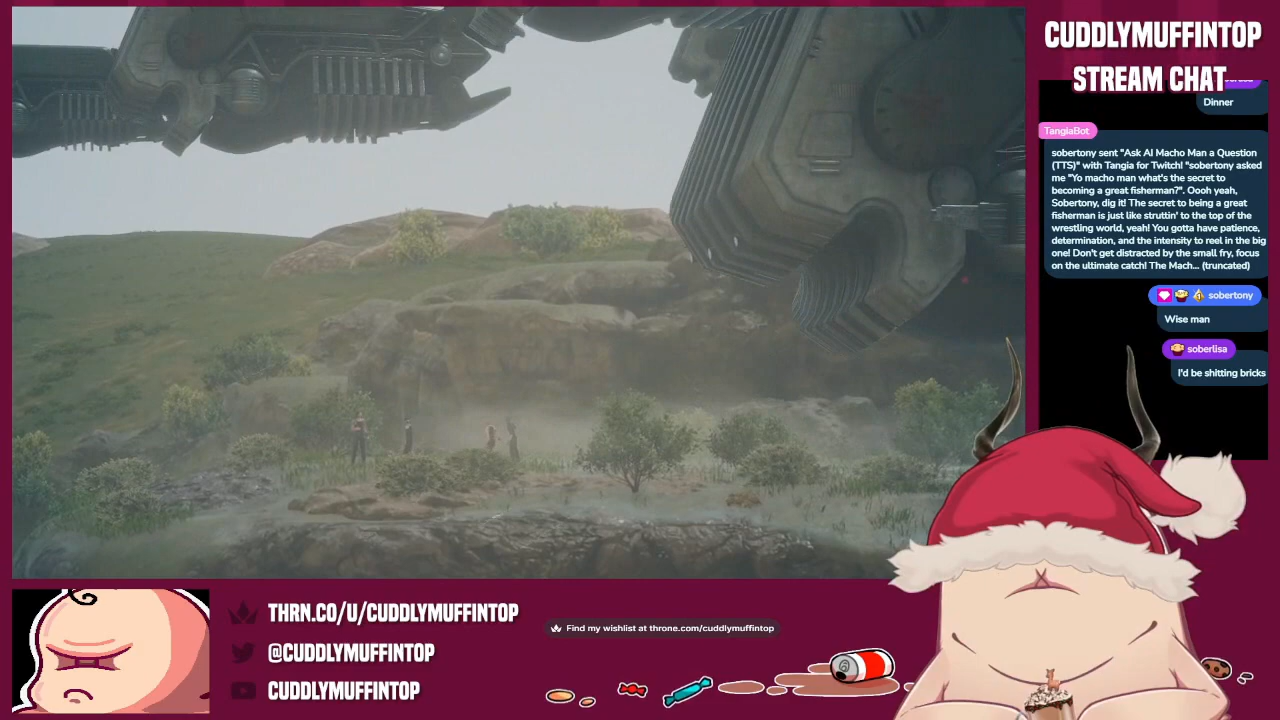 CUDDLYMUFFINTOP
STREAM CHAT
Dinner
TangiaBot
sobertony sent "Ask AI Macho Man a Question
(TTS)" with Tangia for Twitch! "sobertony asked
me "Yo macho man what's the secret to
becoming a great fisherman?". Oooh yeah,
Sobertony, dig it! The secret to being a great
fisherman is just like struttin' to the top of the
wrestling world, yeah! You gotta have patience,
determination, and the intensity to reel in the big
one! Don't get distracted by the small fry, focus
on the ultimate catch! The Mach... (truncated)
sobertony
Wise man
soberlisa
I'd be shitting bricks
THRN.CO/U/CUDDLYMUFFINTOP
@CUDDLYMUFFINTOP
CUDDLYMUFFINTOP
Find my wishlist at throne.com/cuddlymuffintop